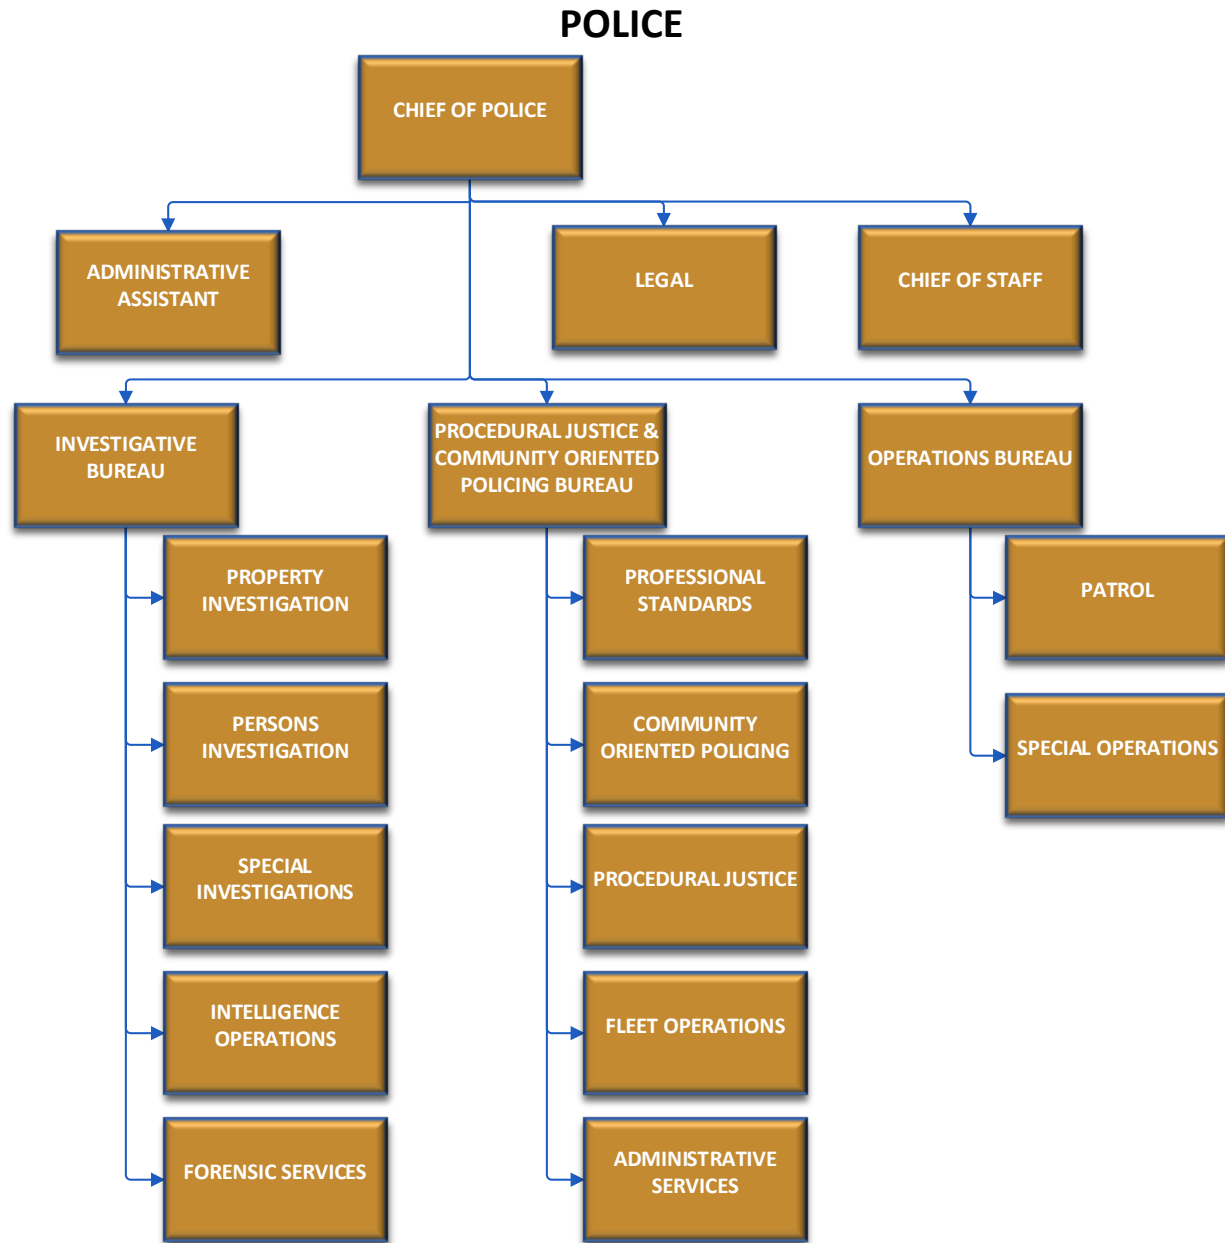 POLICE
CHIEF OF POLICE
ADMINISTRATIVE
ASSISTANT
LEGAL
CHIEF OF STAFF
INVESTIGATIVE
BUREAU
PROCEDURAL JUSTICE &
COMMUNITY ORIENTED
POLICING BUREAU
OPERATIONS BUREAU
PROPERTY
INVESTIGATION
PERSONS
INVESTIGATION
SPECIAL
INVESTIGATIONS
INTELLIGENCE
OPERATIONS
FORENSIC SERVICES
PROFESSIONAL
STANDARDS
COMMUNITY
ORIENTED POLICING
PROCEDURAL JUSTICE
FLEET OPERATIONS
ADMINISTRATIVE
SERVICES
PATROL
SPECIAL OPERATIONS